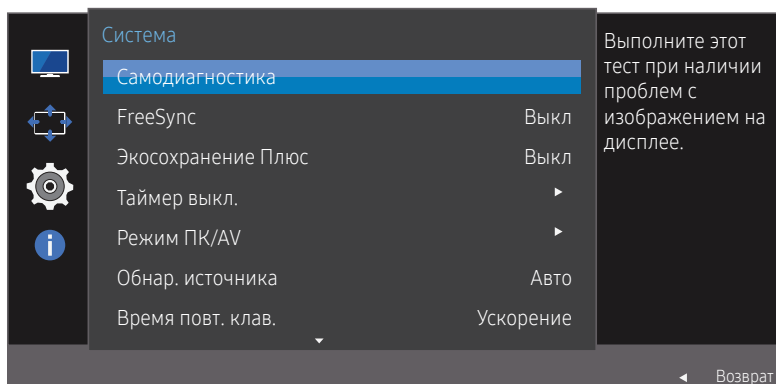 Система
Самодиагностика
FreeSync Выкл
Экосохранение Плюс Выкл
Таймер выкл.
Режим ПК/AV
Обнар. источника Авто
Время повт. клав. Ускорение
Выполните этот
тест при наличии
проблем с
изображением на
дисплее.
Возврат